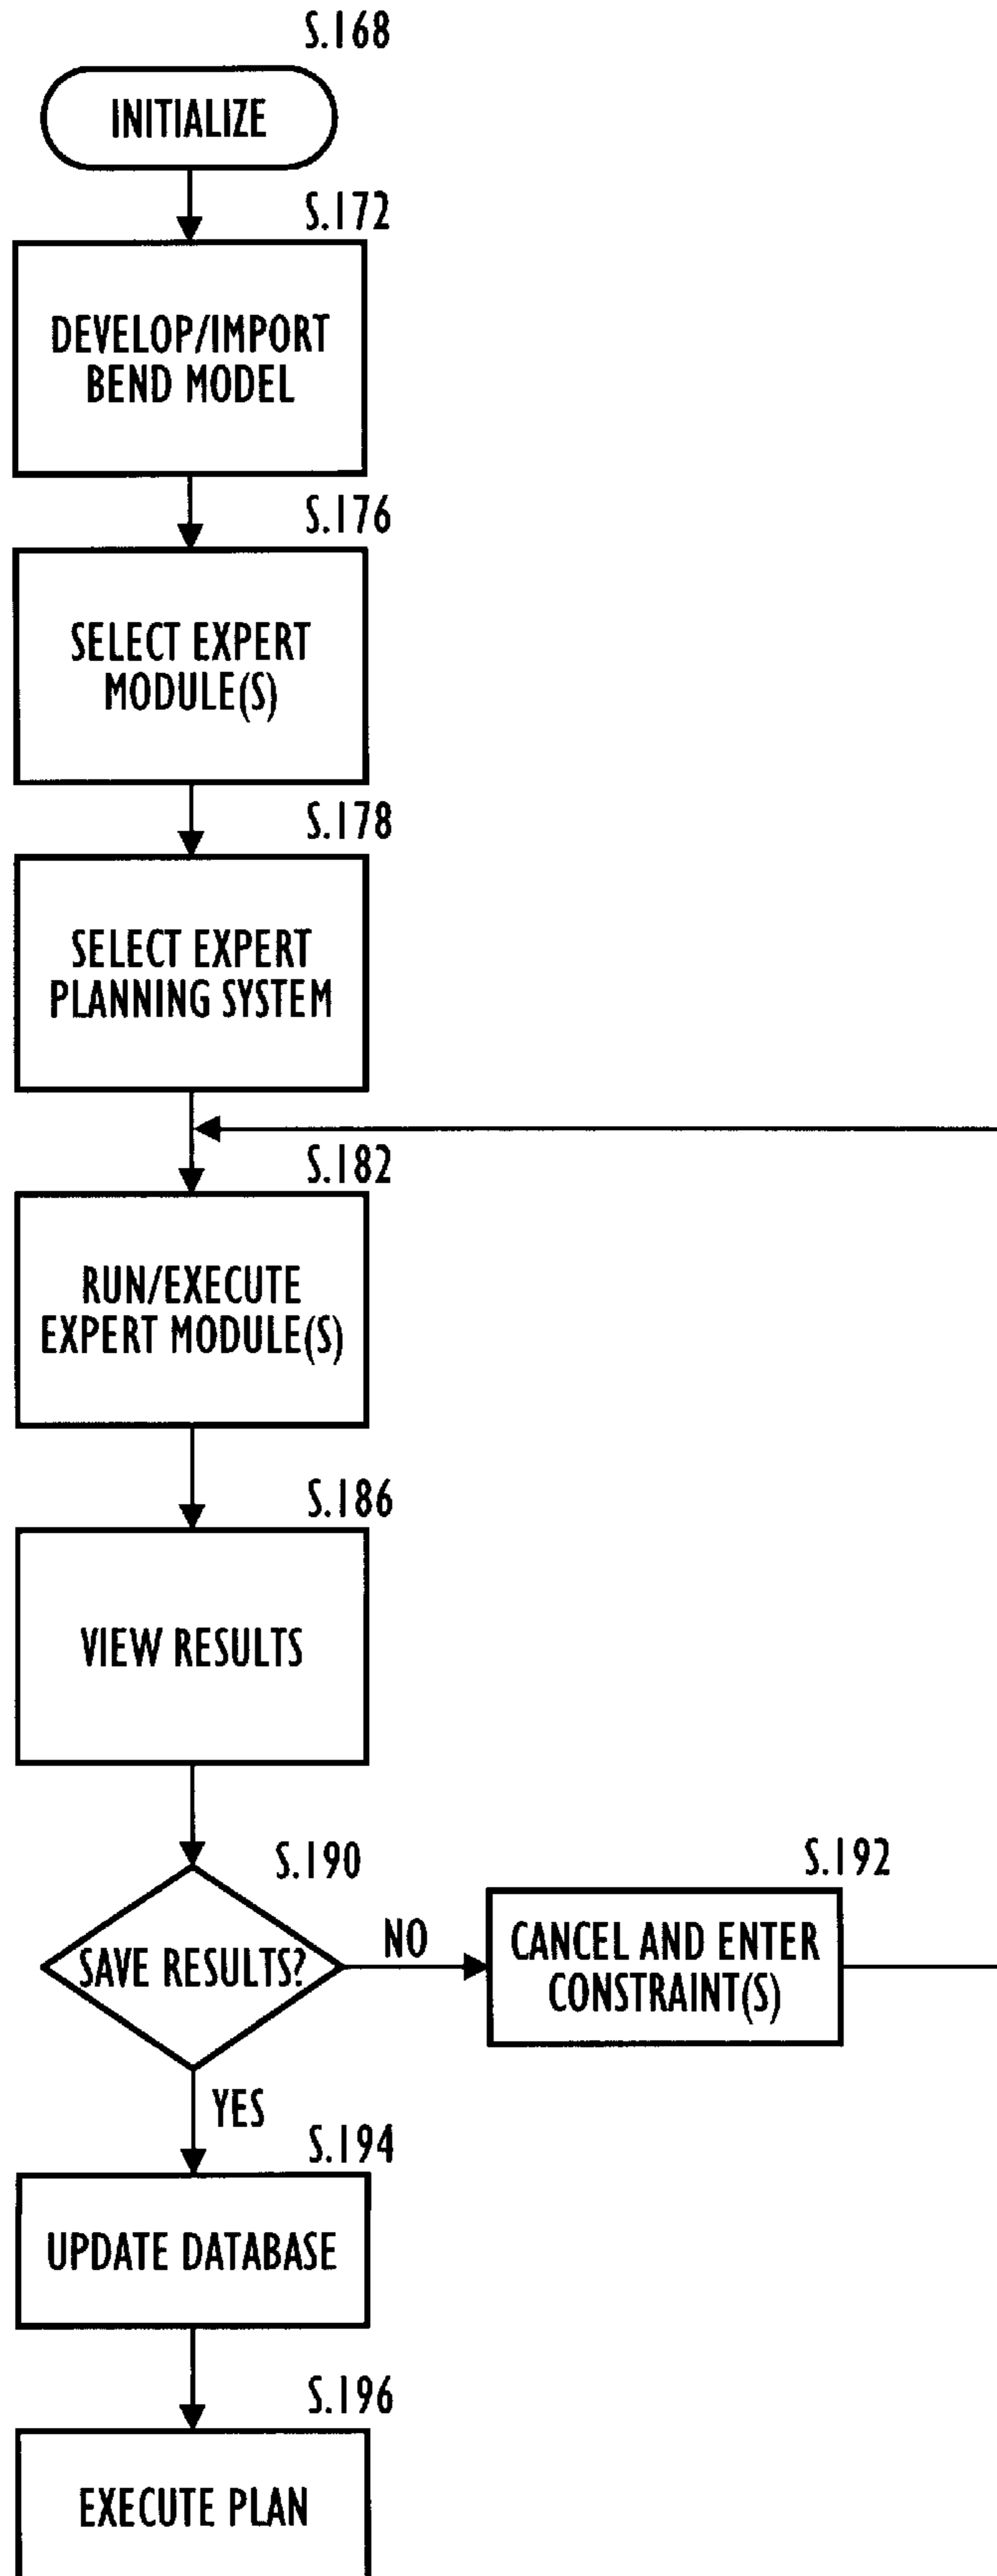 S.168
INITIALIZE
S.172
DEVELOP/IMPORT
BEND MODEL
S.176
SELECT EXPERT
MODULE(S)
S.178
SELECT EXPERT
PLANNING SYSTEM
S.182
RUN/EXECUTE
EXPERT MODULE(S)
S.186
VIEW RESULTS
S.190
SAVE RESULTS?
NO
S.192
CANCEL AND ENTER
CONSTRAINT(S)
YES
S.194
UPDATE DATABASE
S.196
EXECUTE PLAN